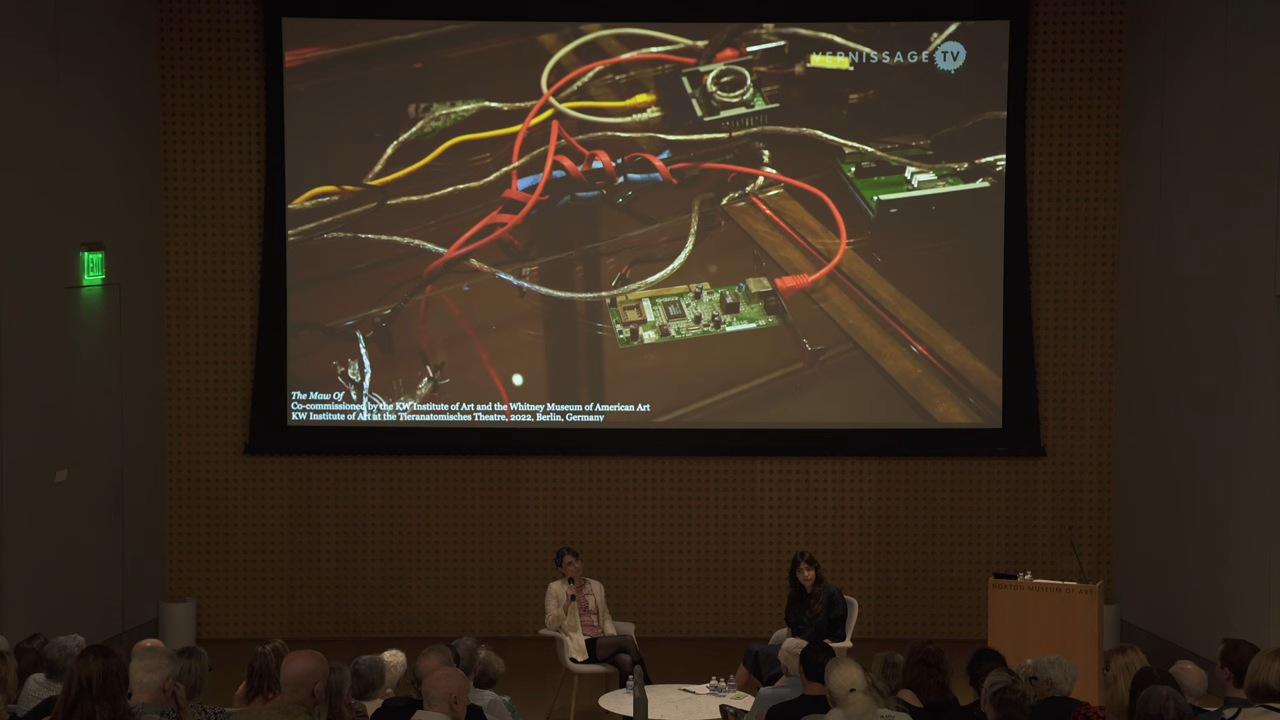 VERNISSAGE TV
EXIT
The Maw Of
Co-commissioned by the KW Institute of Art and the Whitney Museum of American Art
KW Institute of Art at the Tieranatomisches Theatre, 2022, Berlin, Germany
NORTON MUSEUM OF ART